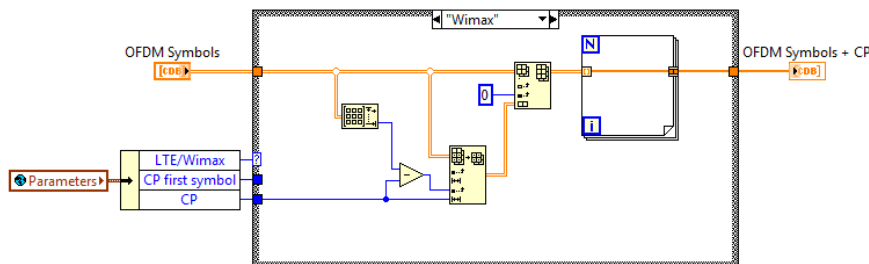 "Wimax"
OFDM Symbols
[CDB]
N
i
0
OFDM Symbols + CP
CDB]
Parameters
LTE/Wimax
?
CP first symbol
CP
-